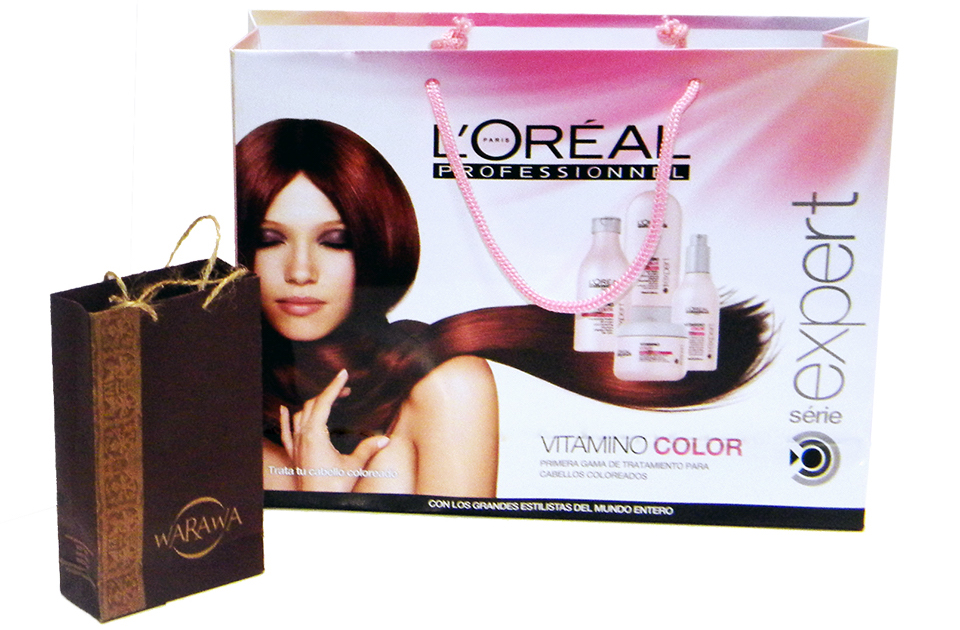 L'ORÉAL
PARIS
PROFESSIONNEL
expert
série
VITAMINO COLOR
PRIMERA GAMA DE TRATAMIENTO PARA
CABELLOS COLOREADOS
Trata tu cabello coloreado
CON LOS GRANDES ESTILISTAS DEL MUNDO ENTERO
WARAWA